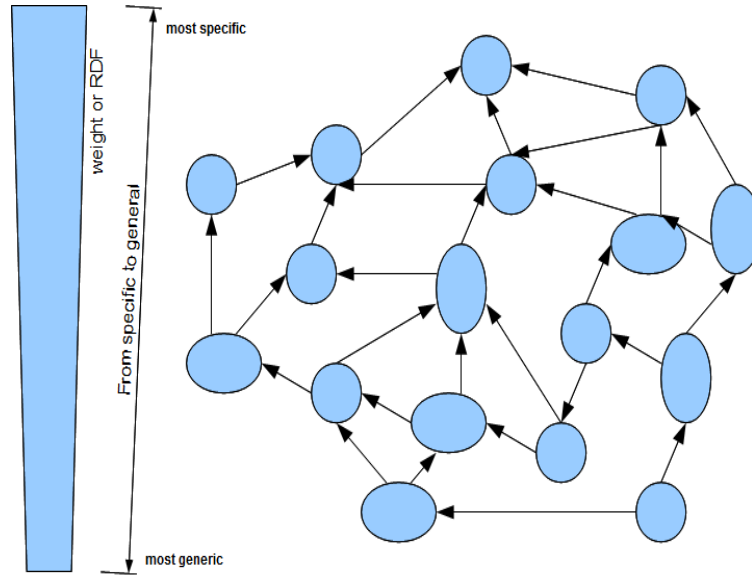 most specific
weight or RDF
From specific to general
most generic